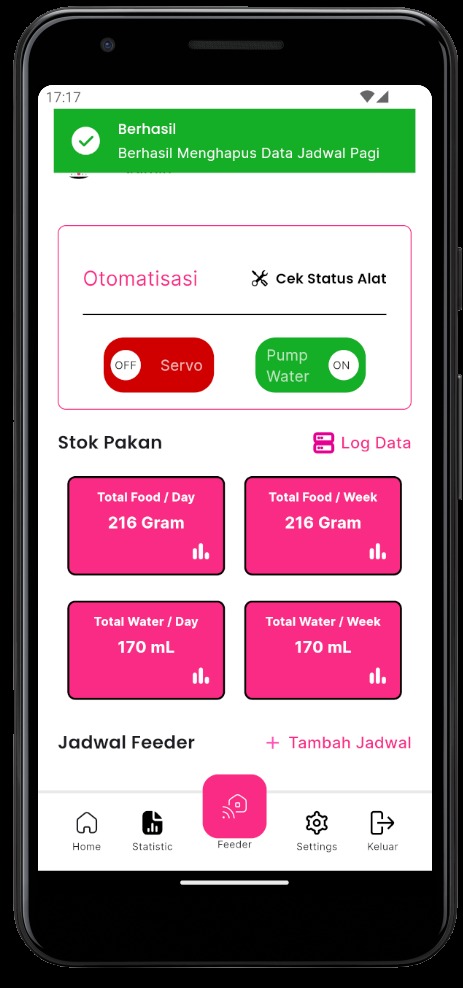 17:17
Berhasil
Berhasil Menghapus Data Jadwal Pagi
Otomatisasi
Cek Status Alat
OFF
Servo
Pump
Water
ON
Stok Pakan
Log Data
Total Food / Day
216 Gram
Total Food / Week
216 Gram
Total Water / Day
170 mL
Total Water / Week
170 mL
Jadwal Feeder
+ Tambah Jadwal
Home
Statistic
Feeder
Settings
Keluar